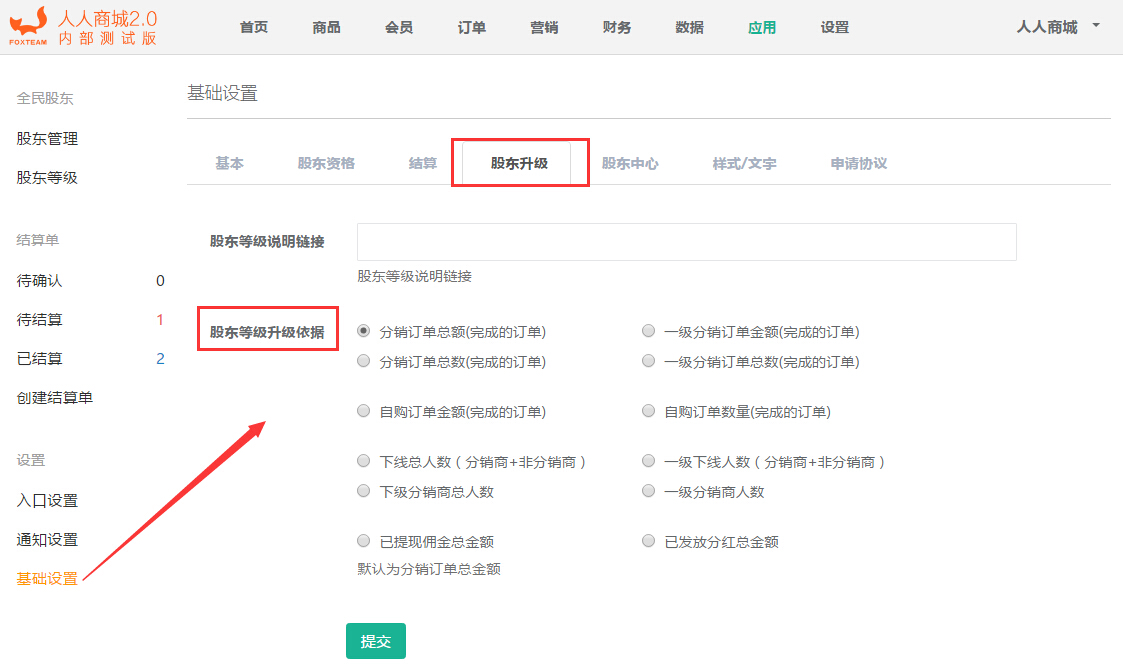 人人商城2.0
内部测试版
FOXTEAM
首页 商品 会员 订单 营销 财务 数据 应用 设置 人人商城
全民股东
股东管理
股东等级
结算单
待确认 0
待结算 1
已结算 2
创建结算单
设置
入口设置
通知设置
基础设置
基础设置
基本 股东资格 结算 股东升级 股东中心 样式/文字 申请协议
股东等级说明链接
股东等级说明链接
股东等级升级依据
分销订单总额(完成的订单) 一级分销订单金额(完成的订单)
分销订单总数(完成的订单) 一级分销订单总数(完成的订单)
自购订单金额(完成的订单) 自购订单数量(完成的订单)
下线总人数（分销商+非分销商） 一级下线人数（分销商+非分销商）
下级分销商总人数 一级分销商人数
已提现佣金总金额 已发放分红总金额
默认为分销订单总金额
提交